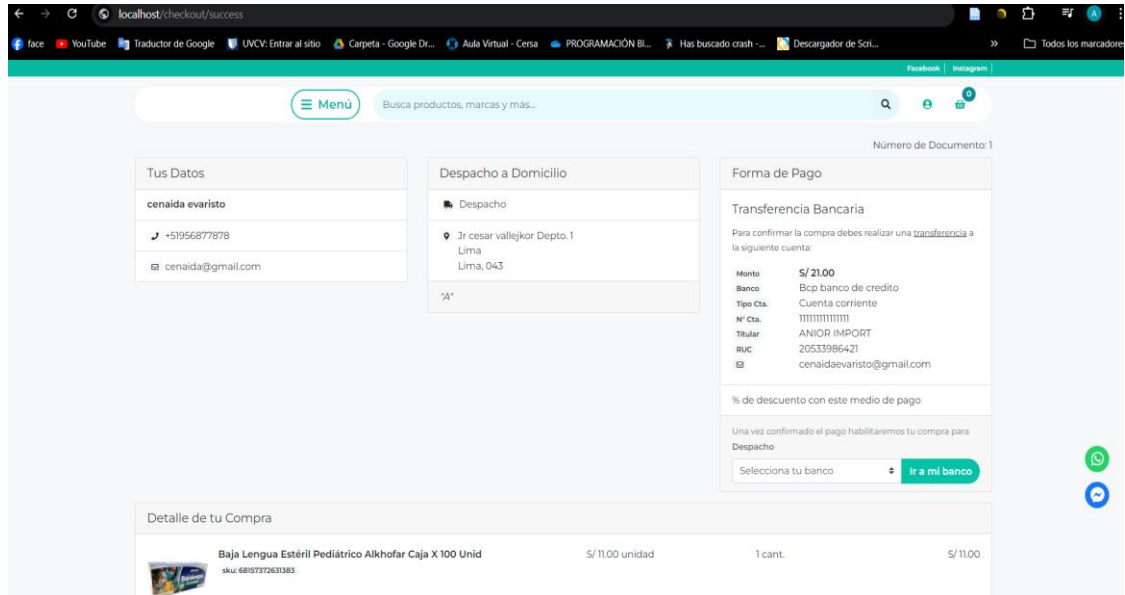 localhost/checkout/success
face
YouTube
Traductor de Google
UVCV: Entrar al sitio
Carpeta - Google Dr...
Aula Virtual - Cersa
PROGRAMACIÓN BI...
Has buscado crash -...
Descargador de Scri...
»
Todos los marcadores
Facebook
Instagram
Menú
Busca productos, marcas y más...
0
Número de Documento: 1
Tus Datos
cenaida evaristo
+51956877878
cenaida@gmail.com
Despacho a Domicilio
Despacho
Jr cesar vallejkor Depto. 1
Lima
Lima, 043
"A"
Forma de Pago
Transferencia Bancaria
Para confirmar la compra debes realizar una transferencia a
la siguiente cuenta:
Monto S/ 21.00
Banco Bcp banco de credito
Tipo Cta. Cuenta corriente
N° Cta. 11111111111111
Titular ANIOR IMPORT
RUC 20533986421
cenaidaevaristo@gmail.com
% de descuento con este medio de pago
Una vez confirmado el pago habilitaremos tu compra para
Despacho
Selecciona tu banco
Ir a mi banco
Detalle de tu Compra
Baja Lengua Estéril Pediátrico Alkhofar Caja X 100 Unid S/ 11.00 unidad 1 cant. S/ 11.00
sku: 68157372631383